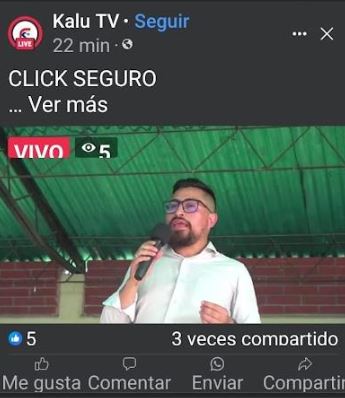 Kalu TV • Seguir
22 min •
CLICK SEGURO
... Ver más
LIVE
VIVO 5
5 3 veces compartido
Me gusta Comentar Enviar Compartir